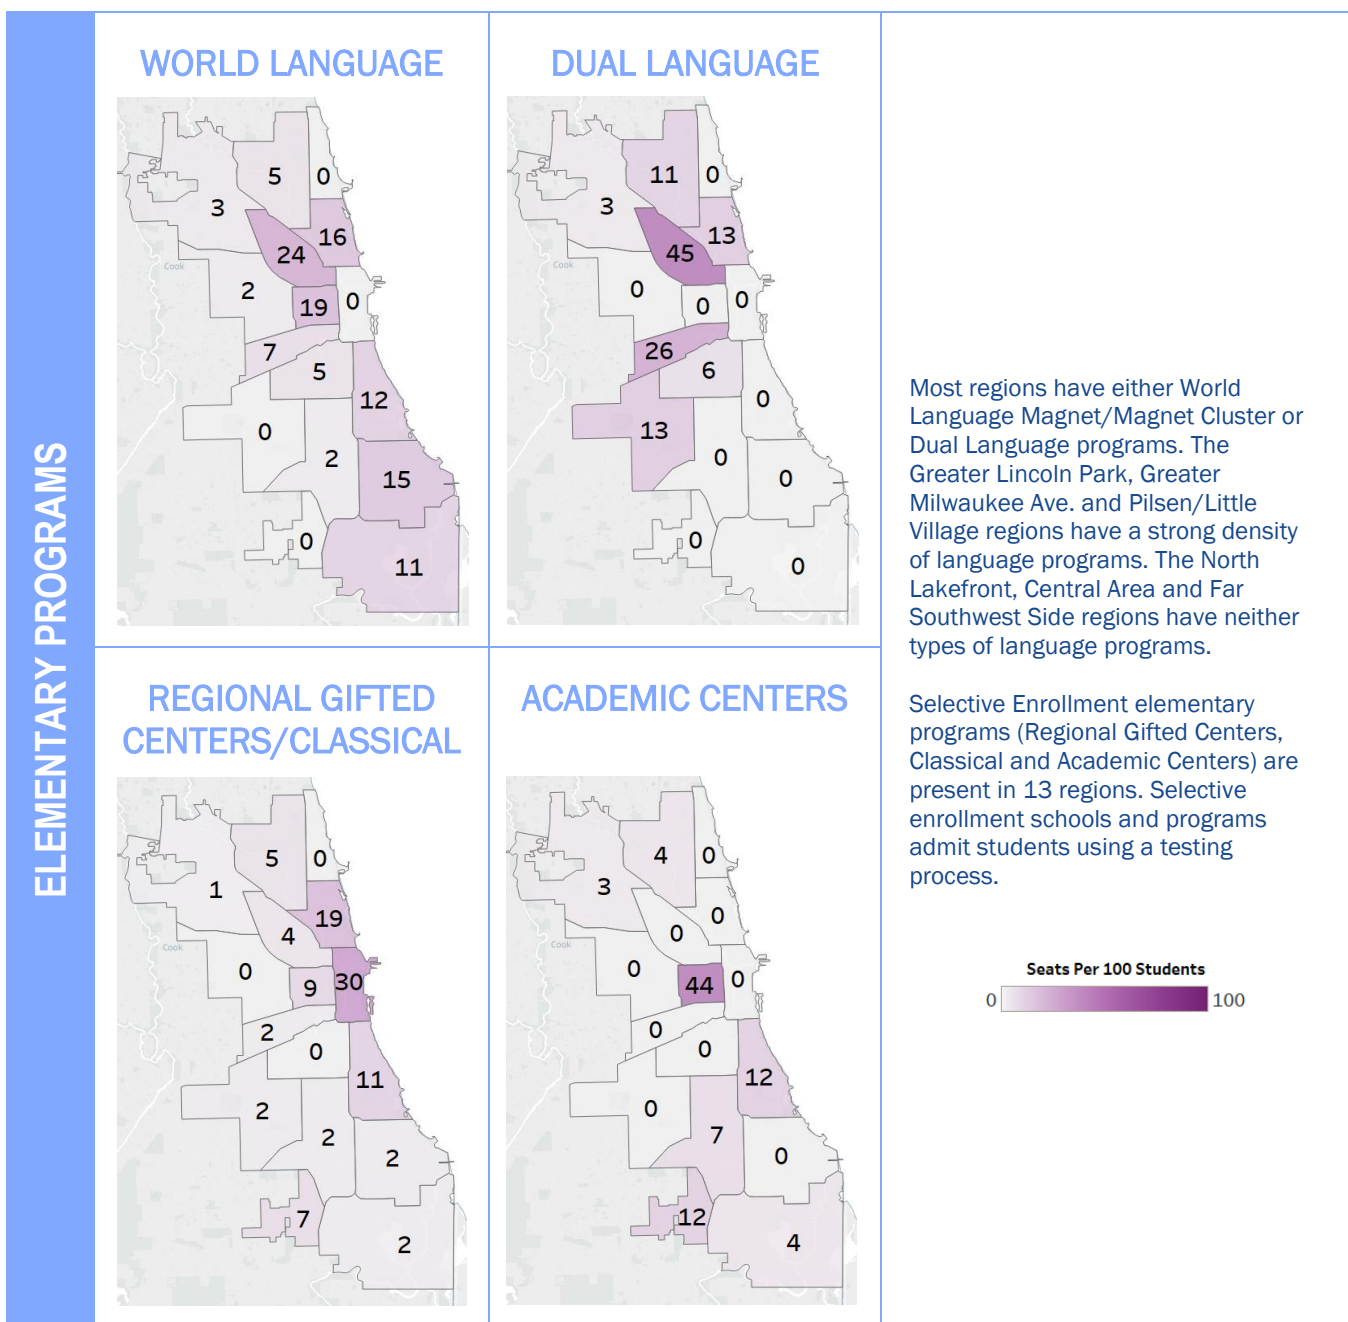 ELEMENTARY PROGRAMS
WORLD LANGUAGE
5
0
3
16
24
2
19
0
7
5
12
0
2
15
0
11
Cook
DUAL LANGUAGE
11
0
3
13
45
0
0
0
26
6
0
13
0
0
0
0
Cook
Most regions have either World
Language Magnet/Magnet Cluster or
Dual Language programs. The
Greater Lincoln Park, Greater
Milwaukee Ave. and Pilsen/Little
Village regions have a strong density
of language programs. The North
Lakefront, Central Area and Far
Southwest Side regions have neither
types of language programs.
Selective Enrollment elementary
programs (Regional Gifted Centers,
Classical and Academic Centers) are
present in 13 regions. Selective
enrollment schools and programs
admit students using a testing
process.
Seats Per 100 Students
0
100
REGIONAL GIFTED
CENTERS/CLASSICAL
5
0
1
19
4
0
9
30
2
0
11
2
2
2
7
2
Cook
ACADEMIC CENTERS
4
0
3
0
0
0
44
0
0
0
12
0
7
0
12
4
Cook